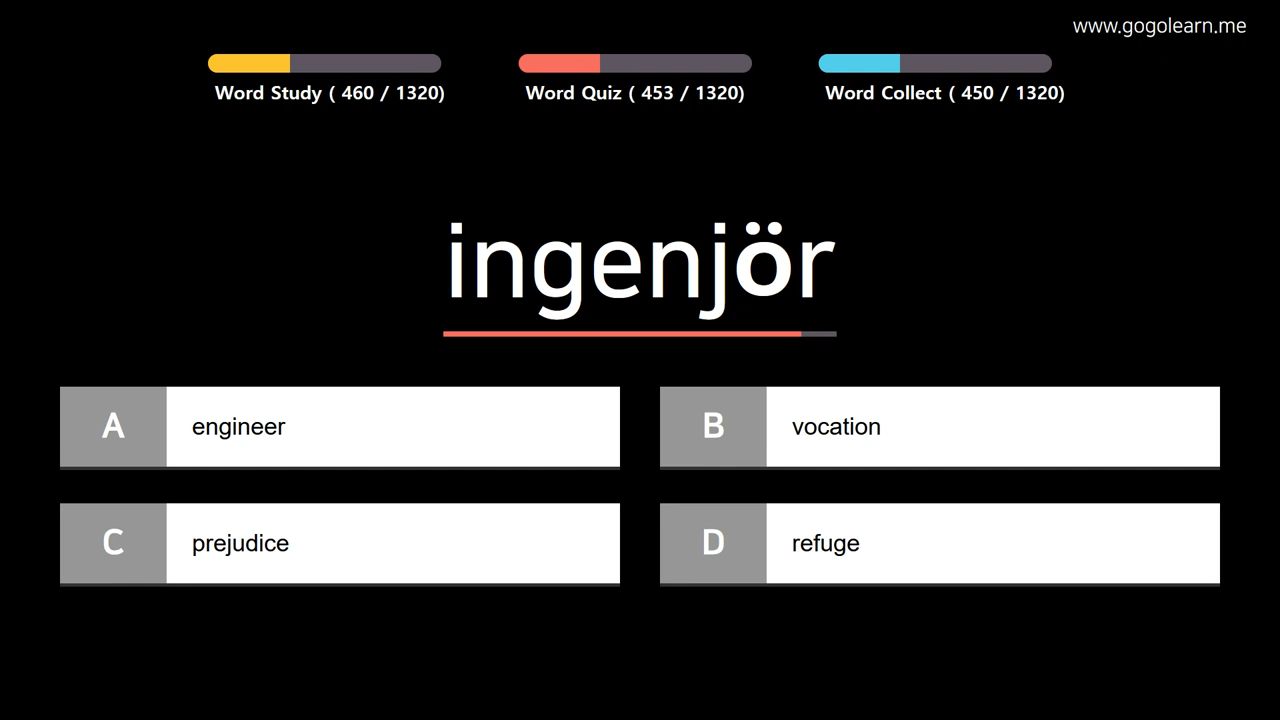 www.gogolearn.me
Word Study ( 460 / 1320)
Word Quiz ( 453 / 1320)
Word Collect ( 450 / 1320)
ingenjör
A engineer
B vocation
C prejudice
D refuge